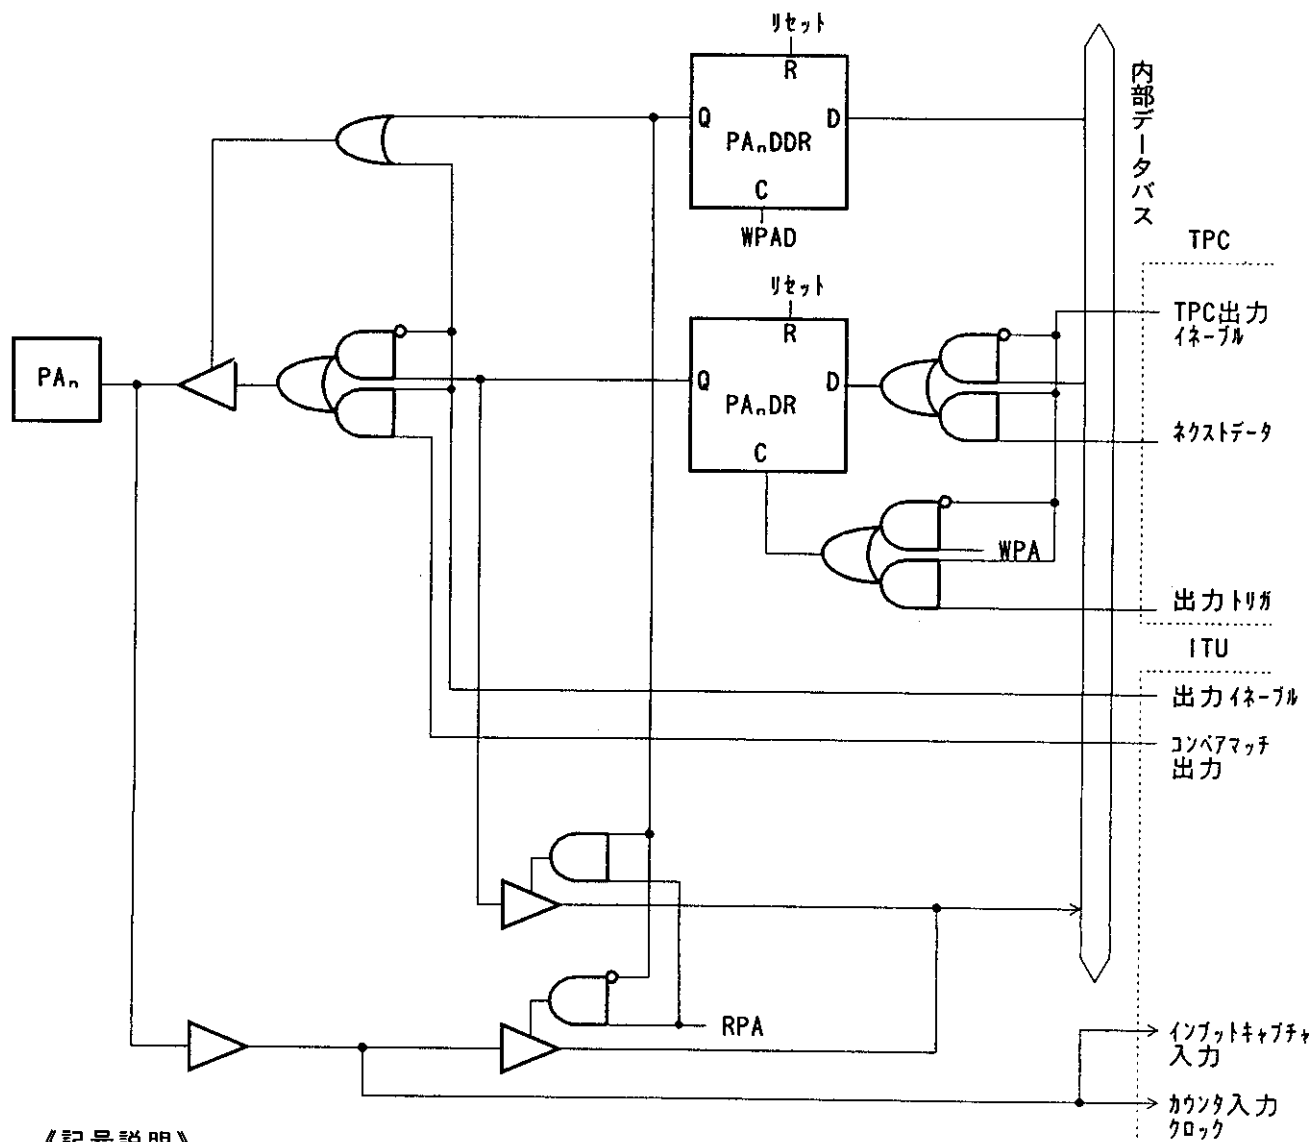 リセット
R
Q
D
PAnDDR
C
WPAD
内部データバス
TPC
リセット
R
Q
D
PAnDR
C
PAn
TPC出力
イネーブル
ネクストデータ
WPA
出力トリガ
ITU
出力イネーブル
コンペアマッチ
出力
RPA
インプットキャプチャ
入力
カウンタ入力
クロック
《記号説明》